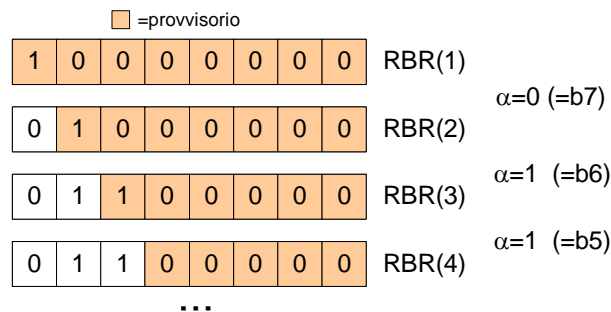 =provvisorio
1 0 0 0 0 0 0 0 RBR(1)
α=0 (=b7)
0 1 0 0 0 0 0 0 RBR(2)
α=1 (=b6)
0 1 1 0 0 0 0 0 RBR(3)
α=1 (=b5)
0 1 1 0 0 0 0 0 RBR(4)
...